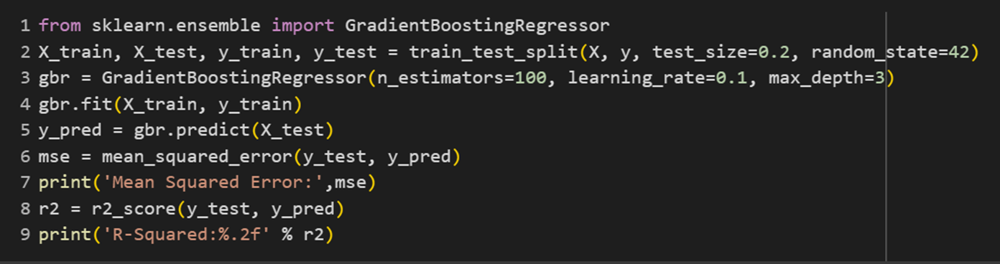 1 from sklearn.ensemble import GradientBoostingRegressor
2 X_train, X_test, y_train, y_test = train_test_split(X, y, test_size=0.2, random_state=42)
3 gbr = GradientBoostingRegressor(n_estimators=100, learning_rate=0.1, max_depth=3)
4 gbr.fit(X_train, y_train)
5 y_pred = gbr.predict(X_test)
6 mse = mean_squared_error(y_test, y_pred)
7 print('Mean Squared Error:',mse)
8 r2 = r2_score(y_test, y_pred)
9 print('R-Squared:%.2f' % r2)